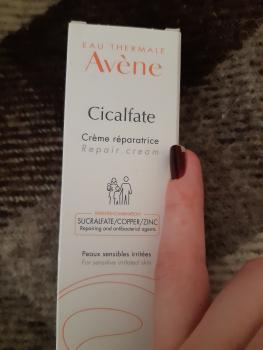 EAU THERMALE
Avène
Cicalfate
Crème réparatrice
Repair cream
SUCRALFATE/COPPER/ZINC
Repairing and antibacterial agents
Peaux sensibles irritées
For sensitive irritated skin